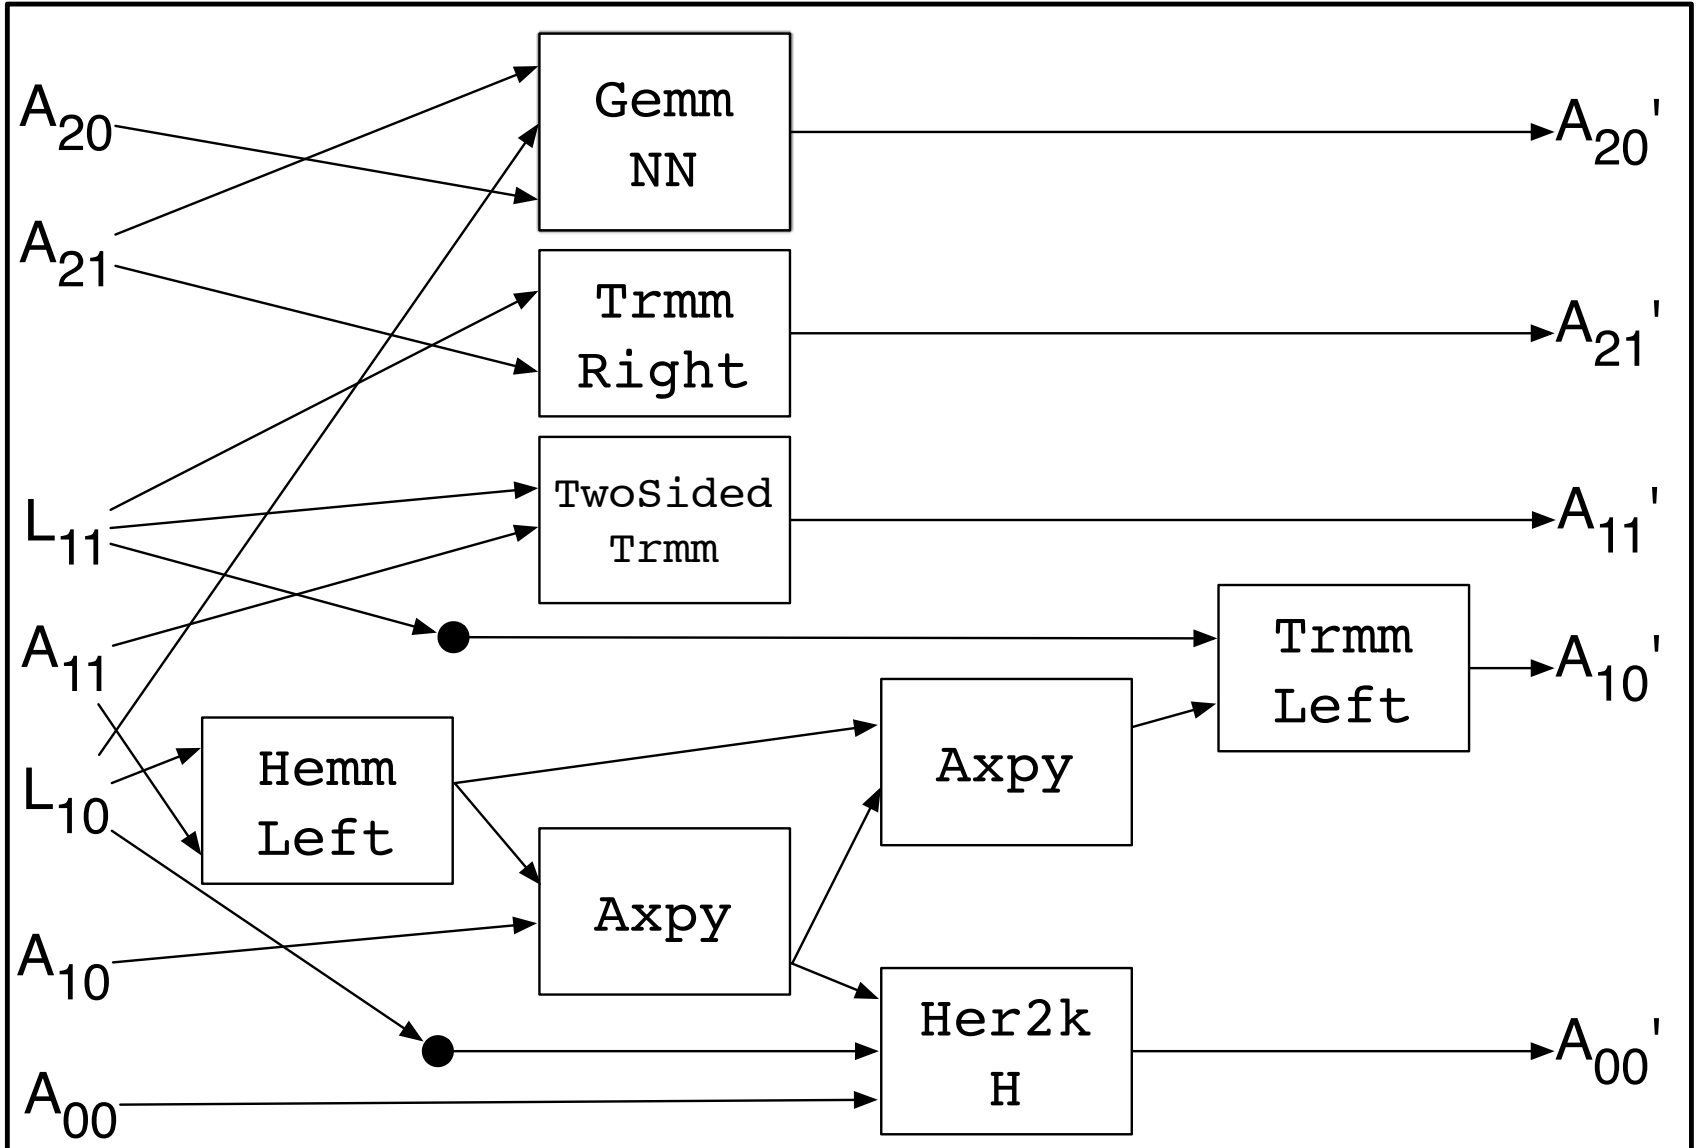 A20
A21
L11
A11
L10
A10
A00
Gemm
NN
Trmm
Right
TwoSided
Trmm
Hemm
Left
Axpy
Axpy
Her2k
H
Trmm
Left
A20'
A21'
A11'
A10'
A00'